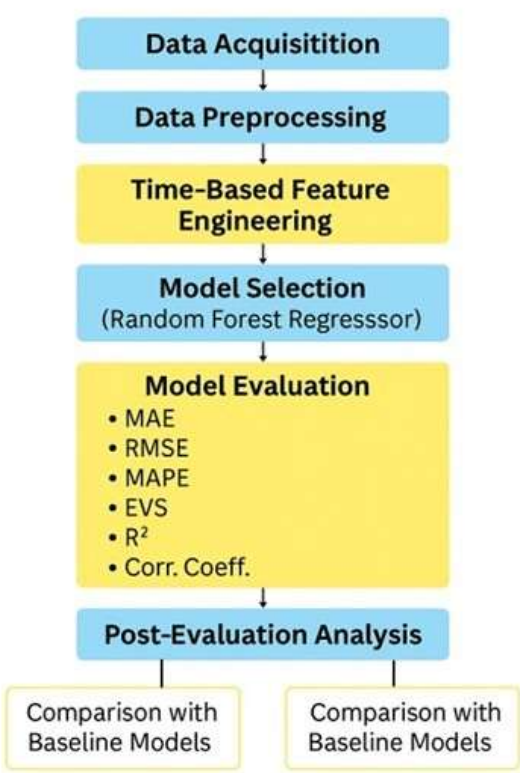 Data Acquisitition
Data Preprocessing
Time-Based Feature
Engineering
Model Selection
(Random Forest Regresssor)
Model Evaluation
• MAE
• RMSE
• MAPE
• EVS
• R²
• Corr. Coeff.
Post-Evaluation Analysis
Comparison with
Baseline Models
Comparison with
Baseline Models